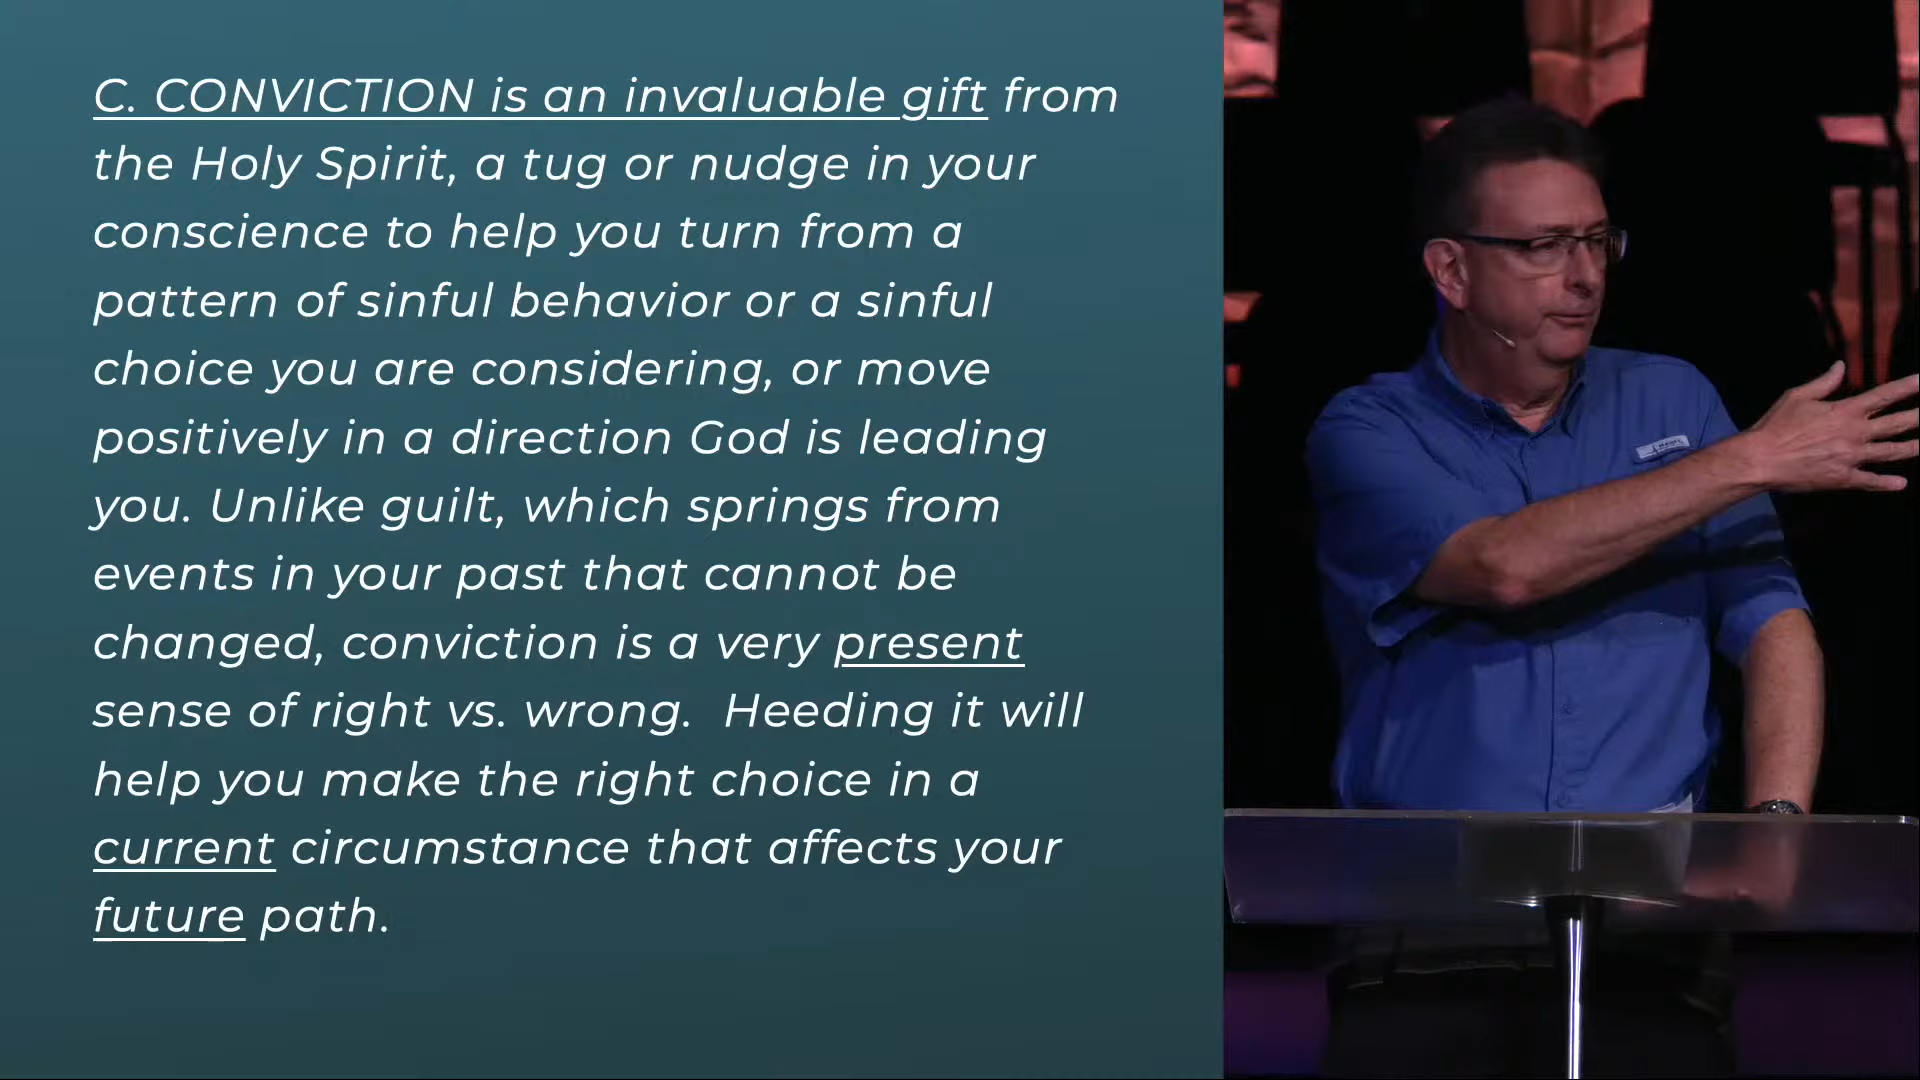 C. CONVICTION is an invaluable gift from
the Holy Spirit, a tug or nudge in your
conscience to help you turn from a
pattern of sinful behavior or a sinful
choice you are considering, or move
positively in a direction God is leading
you. Unlike guilt, which springs from
events in your past that cannot be
changed, conviction is a very present
sense of right vs. wrong.  Heeding it will
help you make the right choice in a
current circumstance that affects your
future path.